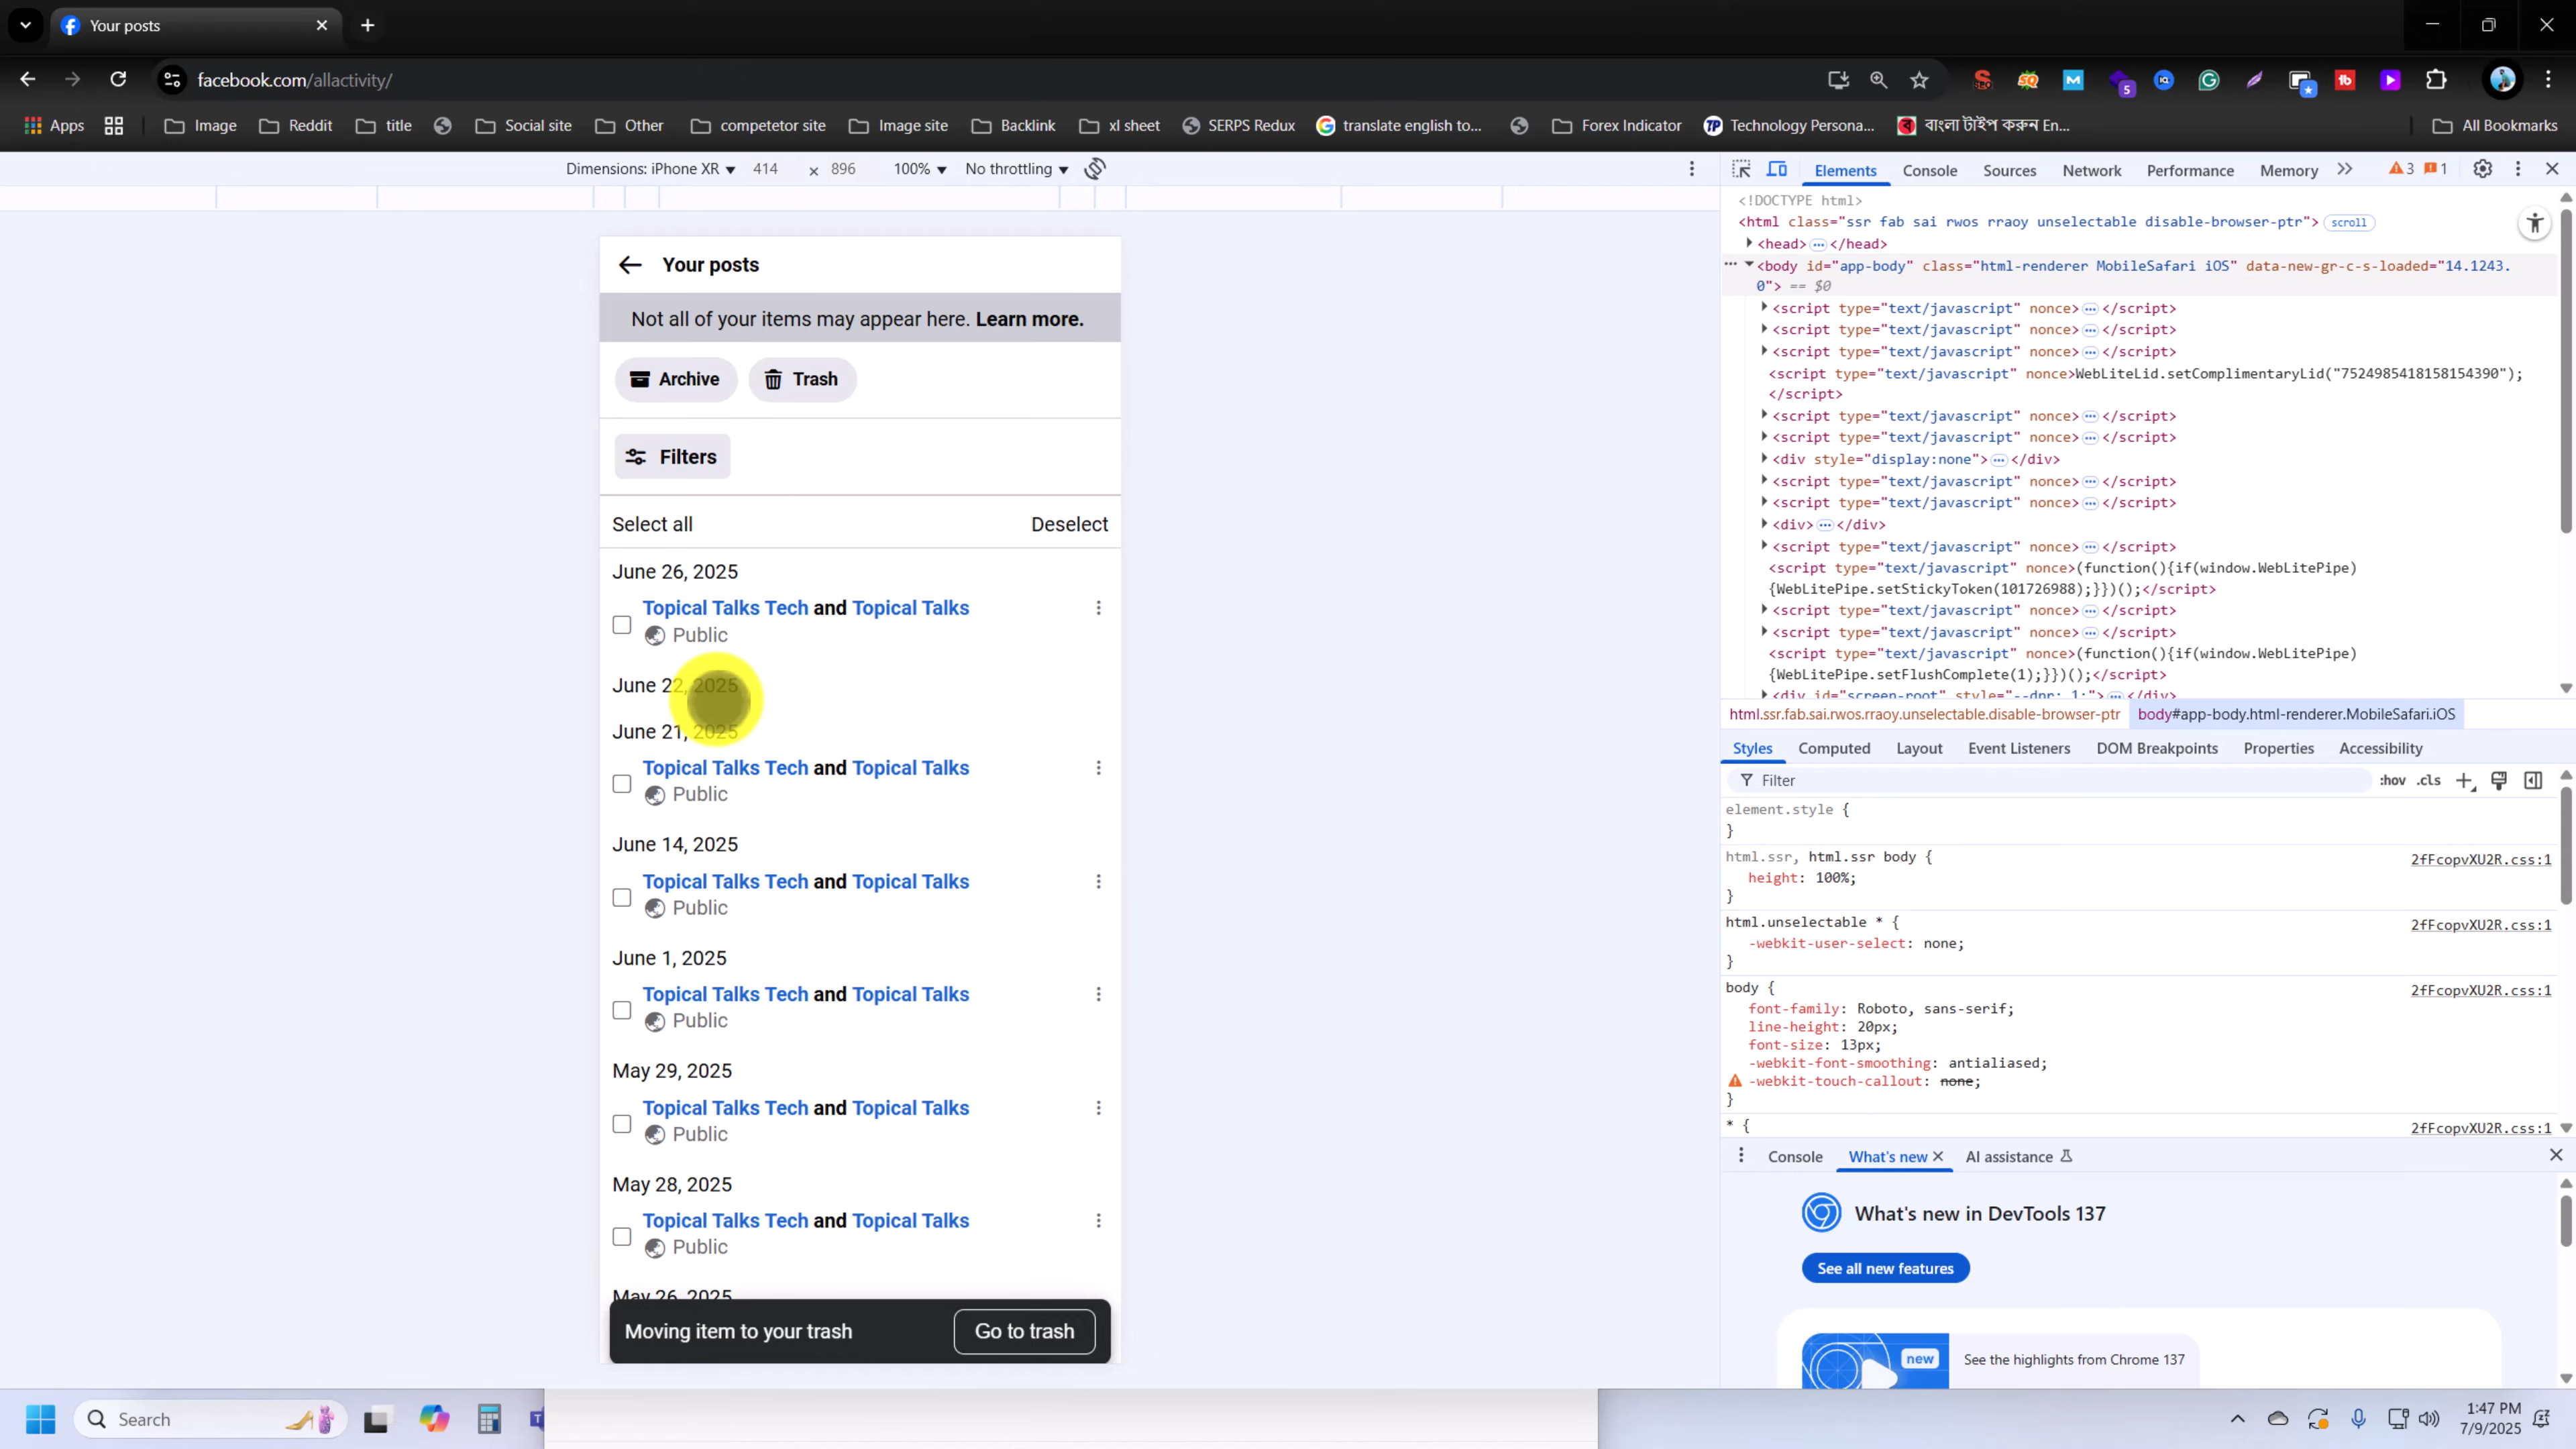 Your posts
facebook.com/allactivity/
5
Apps
Image
Reddit
title
Social site
Other
competetor site
Image site
Backlink
xl sheet
SERPS Redux
translate english to...
Forex Indicator
Technology Persona...
বাংলা টাইপ করুন En...
All Bookmarks
Dimensions: iPhone XR ▼ 414 × 896 100% ▼ No throttling ▼
Elements Console Sources Network Performance Memory 3 1
Your posts
Not all of your items may appear here. Learn more.
Archive Trash
Filters
Select all Deselect
June 26, 2025
Topical Talks Tech and Topical Talks
Public
June 22, 2025
June 21, 2025
Topical Talks Tech and Topical Talks
Public
June 14, 2025
Topical Talks Tech and Topical Talks
Public
June 1, 2025
Topical Talks Tech and Topical Talks
Public
May 29, 2025
Topical Talks Tech and Topical Talks
Public
May 28, 2025
Topical Talks Tech and Topical Talks
Public
May 26, 2025
Moving item to your trash Go to trash
<!DOCTYPE html>
<html class="ssr fab sai rwos rraoy unselectable disable-browser-ptr"> scroll
<head> ⋯ </head>
<body id="app-body" class="html-renderer MobileSafari iOS" data-new-gr-c-s-loaded="14.1243.
0"> == $0
<script type="text/javascript" nonce> ⋯ </script>
<script type="text/javascript" nonce> ⋯ </script>
<script type="text/javascript" nonce> ⋯ </script>
<script type="text/javascript" nonce>WebLiteLid.setComplimentaryLid("7524985418158154390");
</script>
<script type="text/javascript" nonce> ⋯ </script>
<script type="text/javascript" nonce> ⋯ </script>
<div style="display:none"> ⋯ </div>
<script type="text/javascript" nonce> ⋯ </script>
<script type="text/javascript" nonce> ⋯ </script>
<div> ⋯ </div>
<script type="text/javascript" nonce> ⋯ </script>
<script type="text/javascript" nonce>(function(){if(window.WebLitePipe)
{WebLitePipe.setStickyToken(101726988);}})();</script>
<script type="text/javascript" nonce> ⋯ </script>
<script type="text/javascript" nonce> ⋯ </script>
<script type="text/javascript" nonce>(function(){if(window.WebLitePipe)
{WebLitePipe.setFlushComplete(1);}})();</script>
<div id="screen-root" style="--dnr: 1;"> ⋯ </div>
html.ssr.fab.sai.rwos.rraoy.unselectable.disable-browser-ptr body#app-body.html-renderer.MobileSafari.iOS
Styles Computed Layout Event Listeners DOM Breakpoints Properties Accessibility
Filter :hov .cls
element.style {
}
html.ssr, html.ssr body { 2fFcopvXU2R.css:1
height: 100%;
}
html.unselectable * { 2fFcopvXU2R.css:1
-webkit-user-select: none;
}
body { 2fFcopvXU2R.css:1
font-family: Roboto, sans-serif;
line-height: 20px;
font-size: 13px;
-webkit-font-smoothing: antialiased;
-webkit-touch-callout: none;
}
* { 2fFcopvXU2R.css:1
Console What's new AI assistance
What's new in DevTools 137
See all new features
new
See the highlights from Chrome 137
Search
1:47 PM
7/9/2025